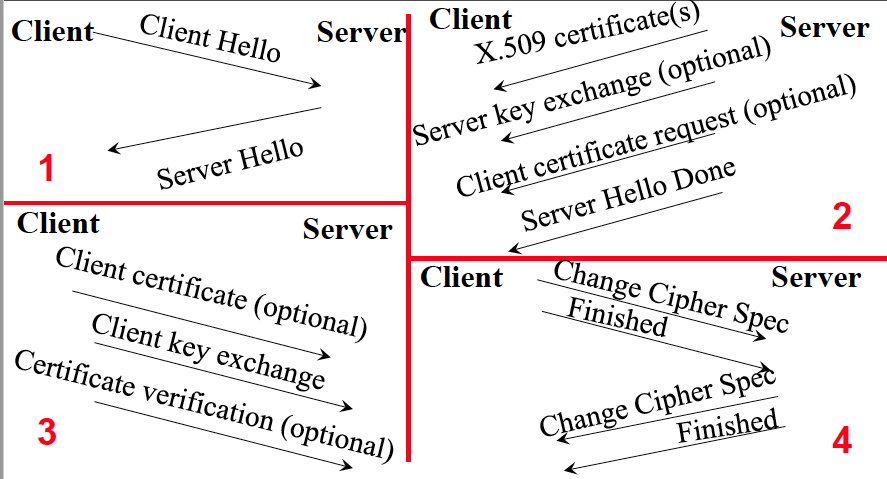 Client
Server
Client Hello
Server Hello
1
Client
Server
X.509 certificate(s)
Server key exchange (optional)
Client certificate request (optional)
Server Hello Done
2
Client
Server
Client certificate (optional)
Client key exchange
Certificate verification (optional)
3
Client
Server
Change Cipher Spec
Finished
Change Cipher Spec
Finished
4